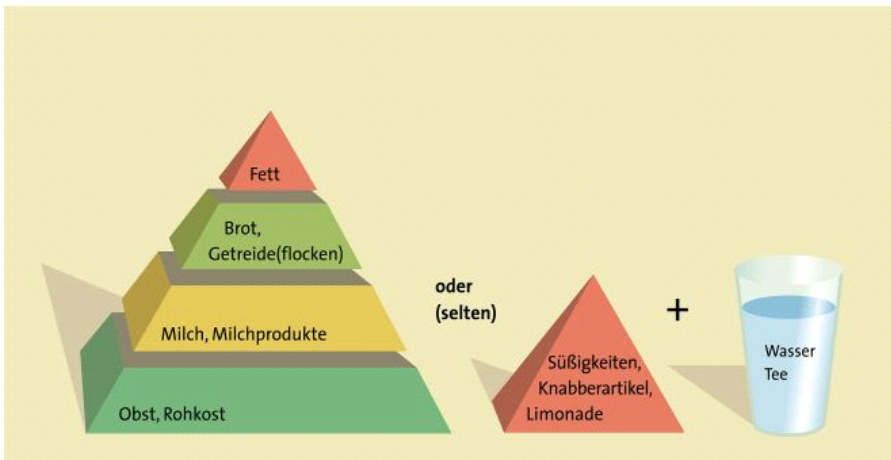 Fett
Brot,
Getreide(flocken)
Milch, Milchprodukte
Obst, Rohkost
oder
(selten)
Süßigkeiten,
Knabberartikel,
Limonade
+
Wasser
Tee